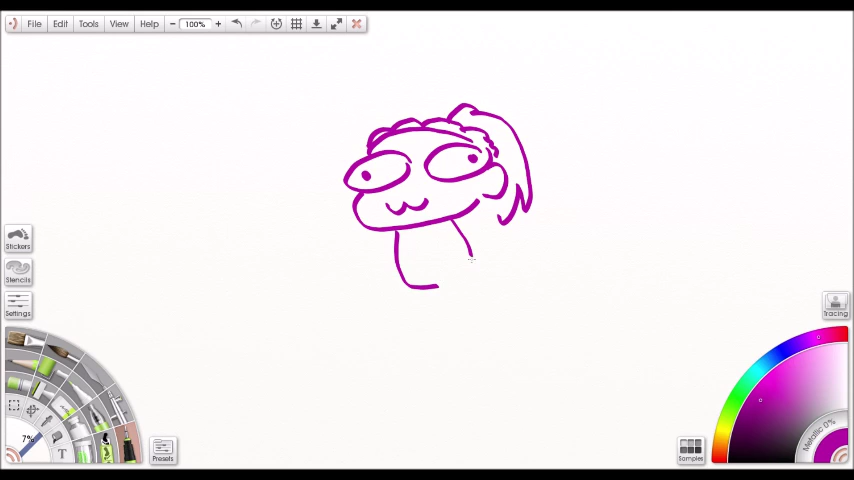 File Edit Tools View Help − 100% +
Stickers
Stencils
Settings
Tracing
7%
T
Metallic 0%
Presets
Samples